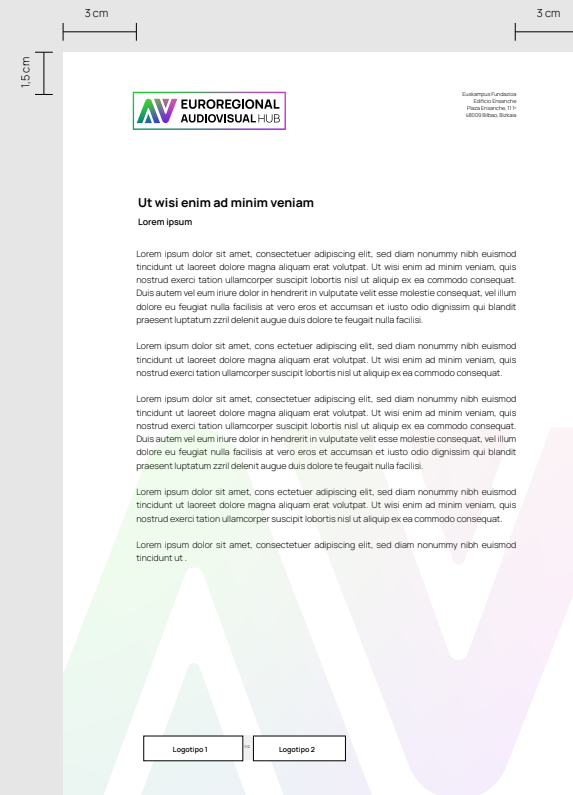 3 cm
3 cm
1,5 cm
EUROREGIONAL
AUDIOVISUAL HUB
Euskampus Fundazioa
Edificio Ensanche
Plaza Ensanche, 11 1º
48009 Bilbao, Bizkaia
Ut wisi enim ad minim veniam
Lorem ipsum
Lorem ipsum dolor sit amet, consectetuer adipiscing elit, sed diam nonummy nibh euismod
tincidunt ut laoreet dolore magna aliquam erat volutpat. Ut wisi enim ad minim veniam, quis
nostrud exerci tation ullamcorper suscipit lobortis nisl ut aliquip ex ea commodo consequat.
Duis autem vel eum iriure dolor in hendrerit in vulputate velit esse molestie consequat, vel illum
dolore eu feugiat nulla facilisis at vero eros et accumsan et iusto odio dignissim qui blandit
praesent luptatum zzril delenit augue duis dolore te feugait nulla facilisi.
Lorem ipsum dolor sit amet, cons ectetuer adipiscing elit, sed diam nonummy nibh euismod
tincidunt ut laoreet dolore magna aliquam erat volutpat. Ut wisi enim ad minim veniam, quis
nostrud exerci tation ullamcorper suscipit lobortis nisl ut aliquip ex ea commodo consequat.
Lorem ipsum dolor sit amet, consectetuer adipiscing elit, sed diam nonummy nibh euismod
tincidunt ut laoreet dolore magna aliquam erat volutpat. Ut wisi enim ad minim veniam, quis
nostrud exerci tation ullamcorper suscipit lobortis nisl ut aliquip ex ea commodo consequat.
Duis autem vel eum iriure dolor in hendrerit in vulputate velit esse molestie consequat, vel illum
dolore eu feugiat nulla facilisis at vero eros et accumsan et iusto odio dignissim qui blandit
praesent luptatum zzril delenit augue duis dolore te feugait nulla facilisi.
Lorem ipsum dolor sit amet, cons ectetuer adipiscing elit, sed diam nonummy nibh euismod
tincidunt ut laoreet dolore magna aliquam erat volutpat. Ut wisi enim ad minim veniam, quis
nostrud exerci tation ullamcorper suscipit lobortis nisl ut aliquip ex ea commodo consequat.
Lorem ipsum dolor sit amet, consectetuer adipiscing elit, sed diam nonummy nibh euismod
tincidunt ut .
Logotipo 1
Logotipo 2